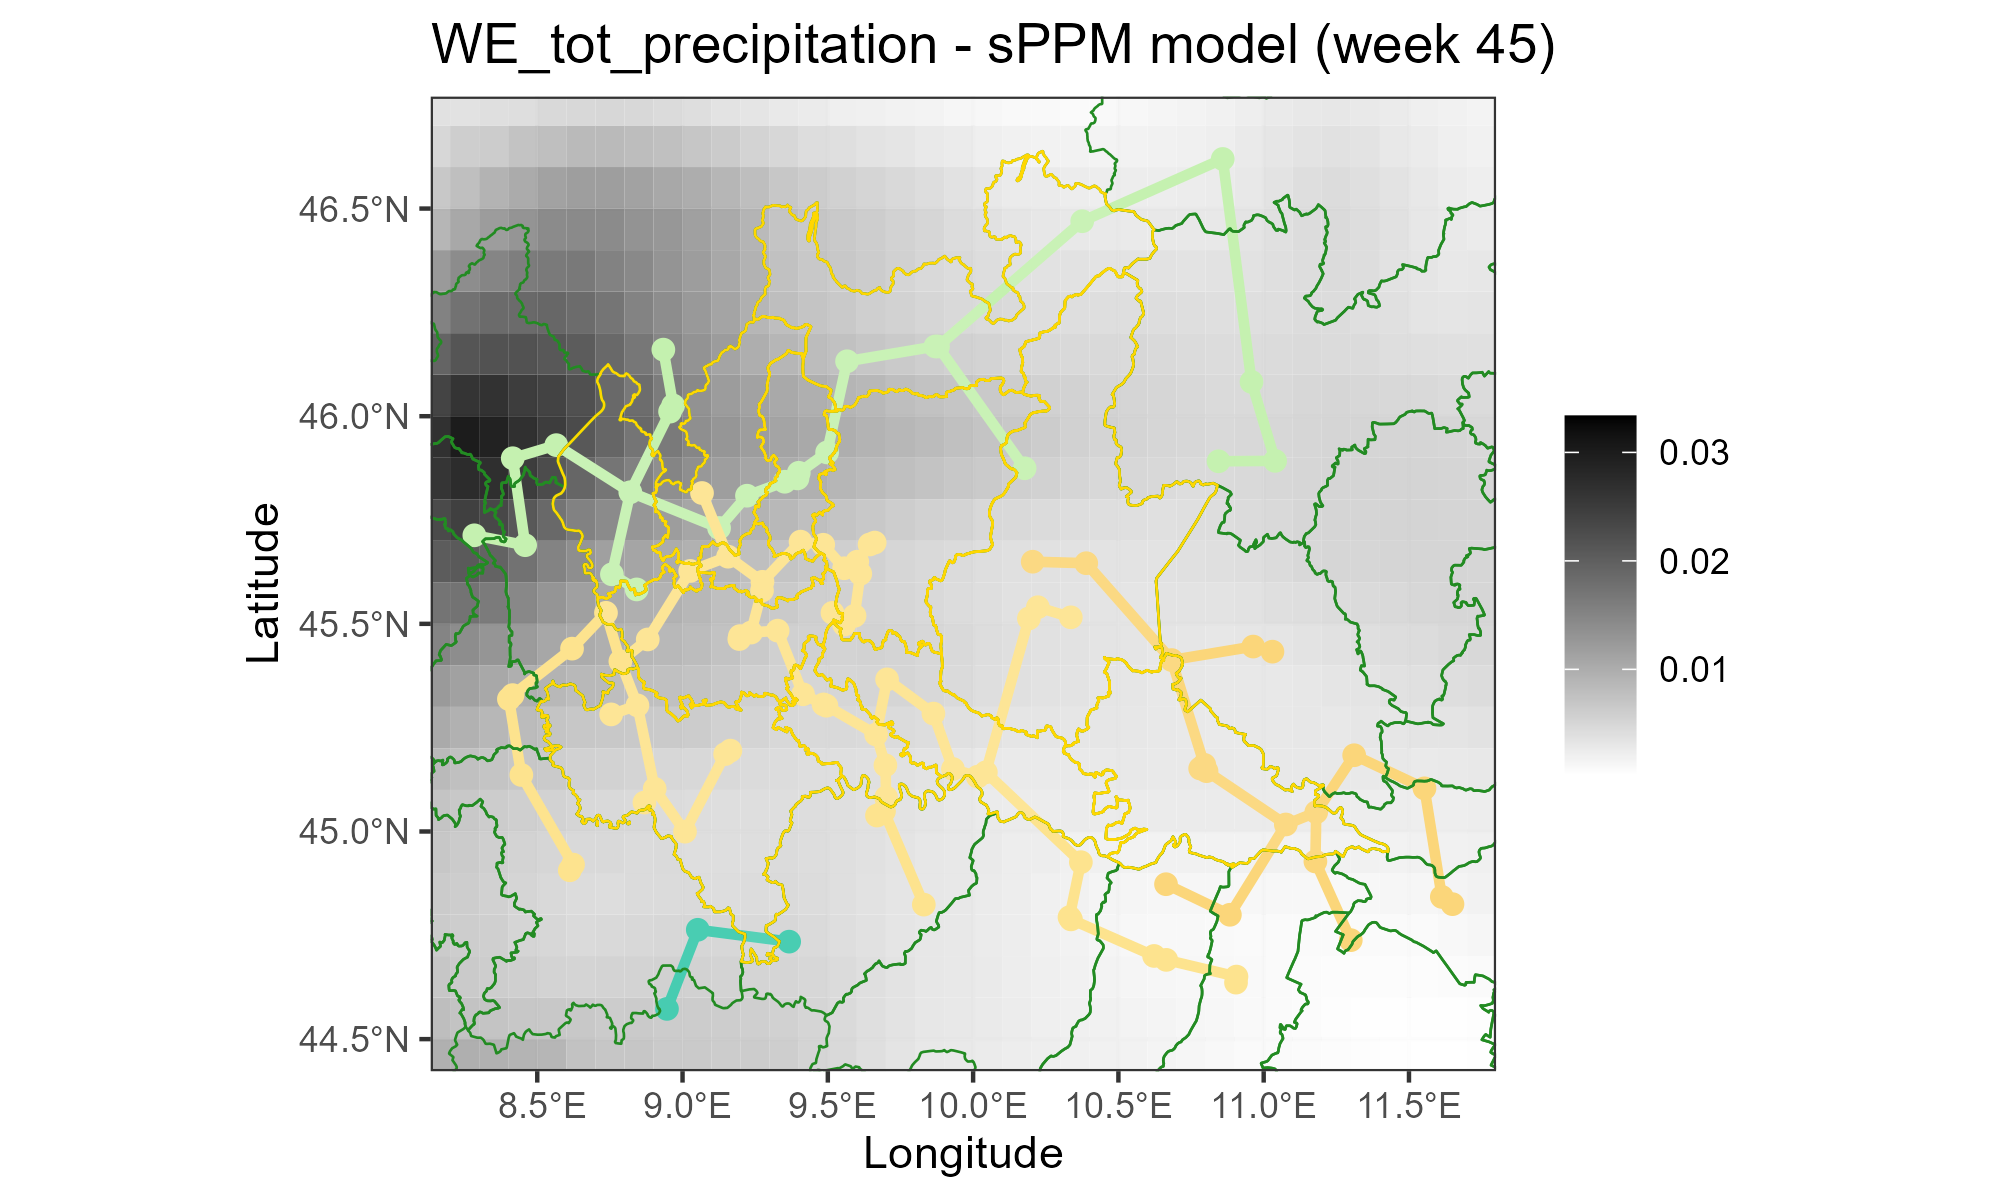 WE_tot_precipitation - sPPM model (week 45)
46.5°N
46.0°N
45.5°N
45.0°N
44.5°N
Latitude
8.5°E 9.0°E 9.5°E 10.0°E 10.5°E 11.0°E 11.5°E
Longitude
0.03
0.02
0.01